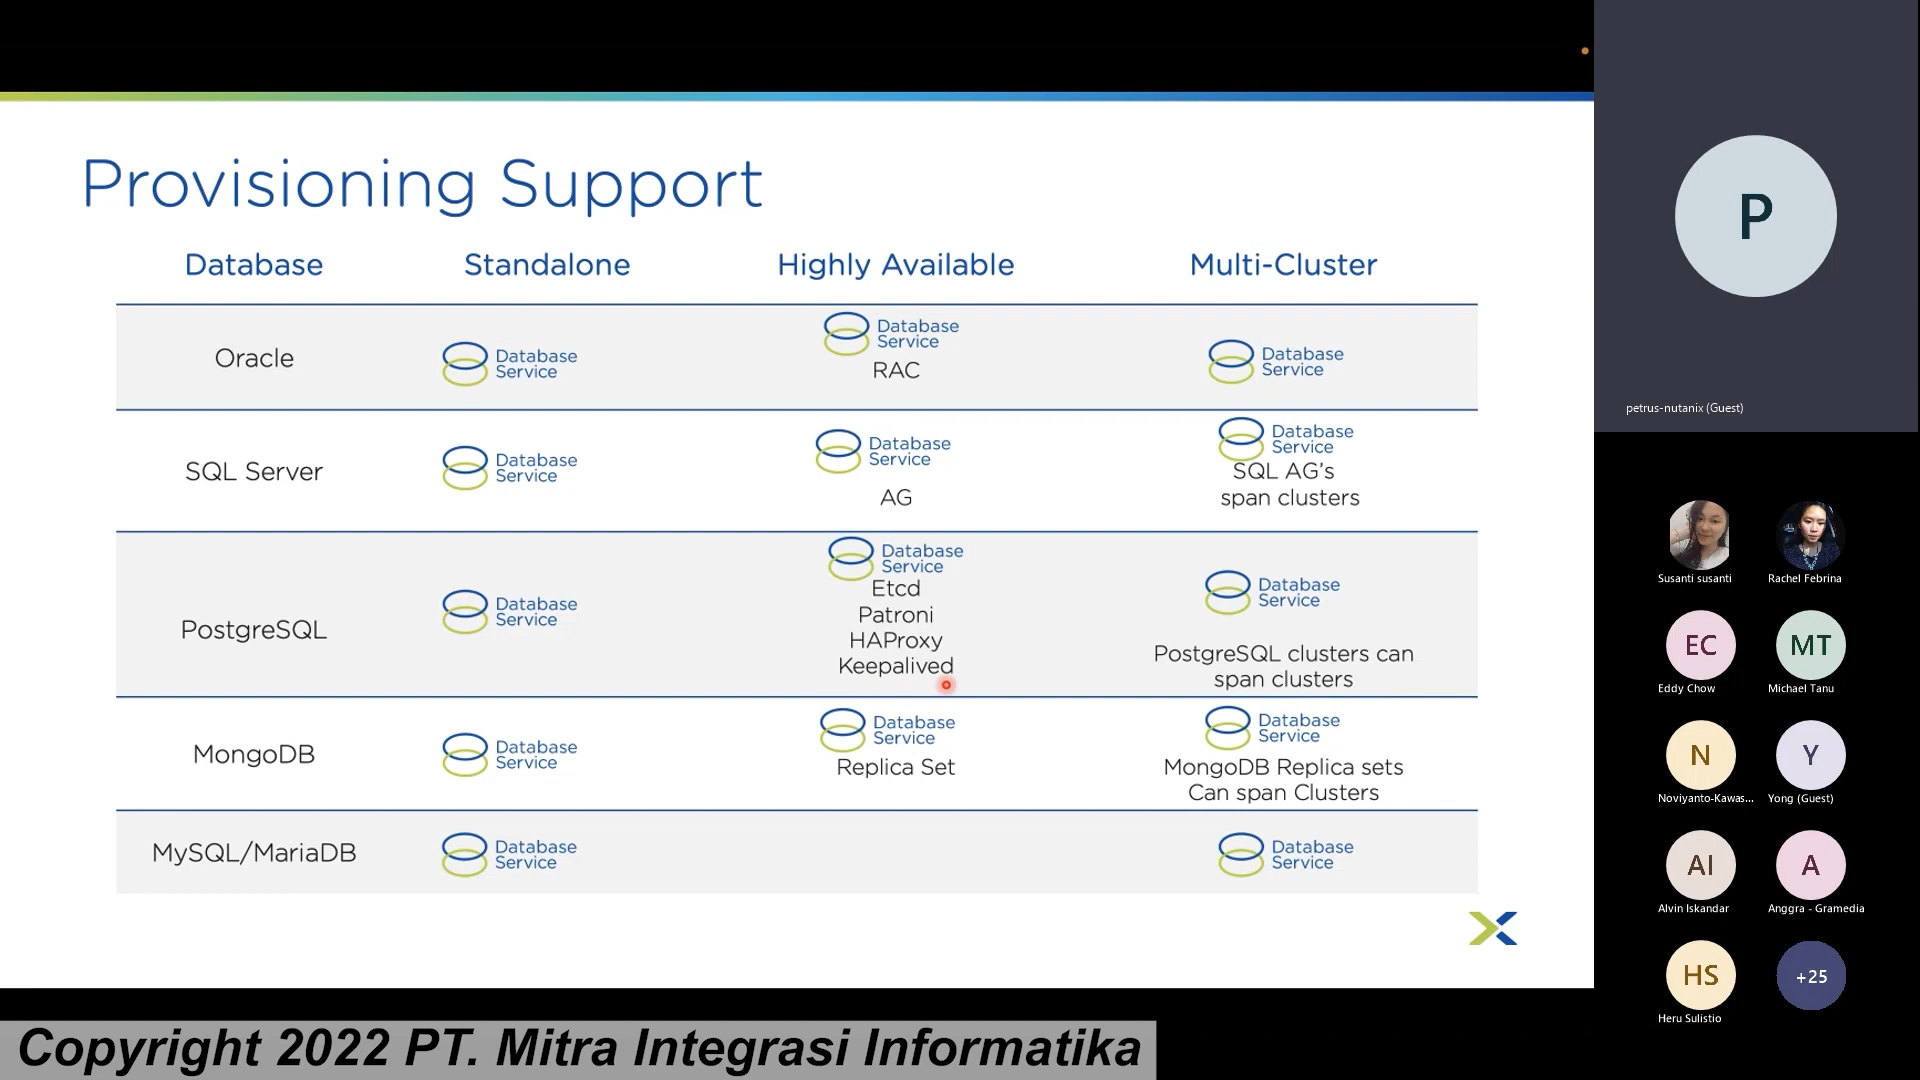 Provisioning Support
Database Standalone Highly Available Multi-Cluster
Oracle
Database
Service
Database
Service
RAC
Database
Service
SQL Server
Database
Service
Database
Service
AG
Database
Service
SQL AG's
span clusters
PostgreSQL
Database
Service
Database
Service
Etcd
Patroni
HAProxy
Keepalived
Database
Service
PostgreSQL clusters can
span clusters
MongoDB
Database
Service
Database
Service
Replica Set
Database
Service
MongoDB Replica sets
Can span Clusters
MySQL/MariaDB
Database
Service
Database
Service
Copyright 2022 PT. Mitra Integrasi Informatika
P
petrus-nutanix (Guest)
Susanti susanti
Rachel Febrina
EC
Eddy Chow
MT
Michael Tanu
N
Noviyanto-Kawas...
Y
Yong (Guest)
AI
Alvin Iskandar
A
Anggra - Gramedia
HS
Heru Sulistio
+25